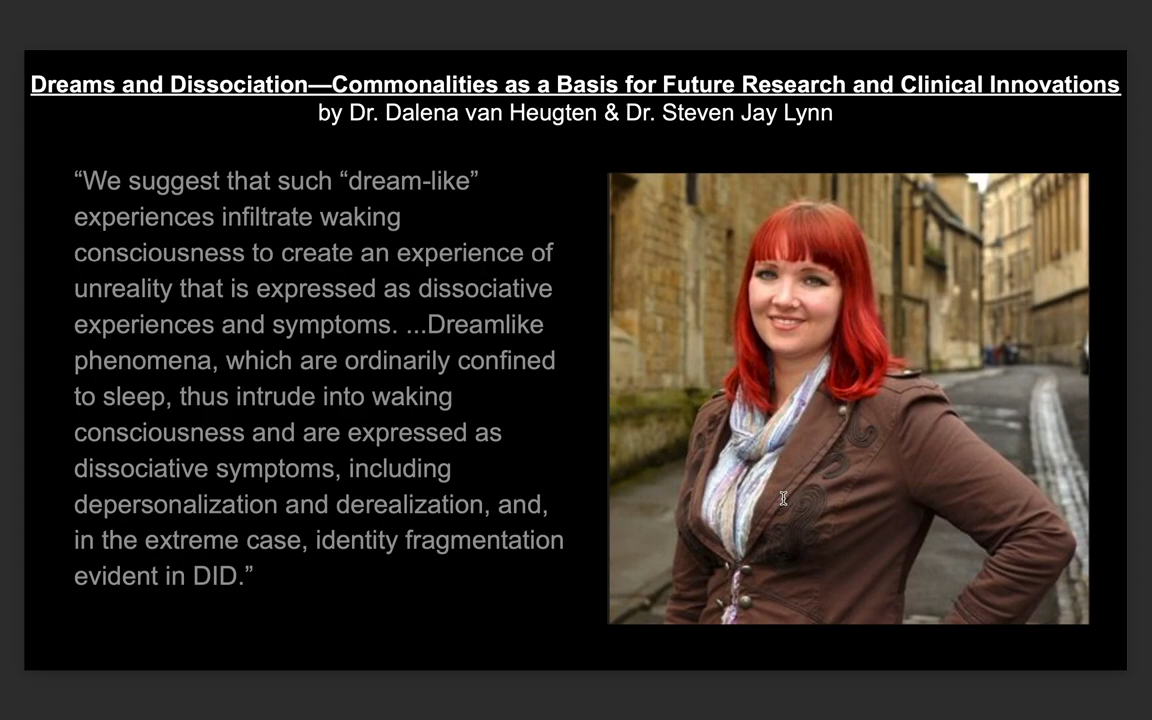 Dreams and Dissociation—Commonalities as a Basis for Future Research and Clinical Innovations
by Dr. Dalena van Heugten & Dr. Steven Jay Lynn
“We suggest that such “dream-like”
experiences infiltrate waking
consciousness to create an experience of
unreality that is expressed as dissociative
experiences and symptoms. ...Dreamlike
phenomena, which are ordinarily confined
to sleep, thus intrude into waking
consciousness and are expressed as
dissociative symptoms, including
depersonalization and derealization, and,
in the extreme case, identity fragmentation
evident in DID.”